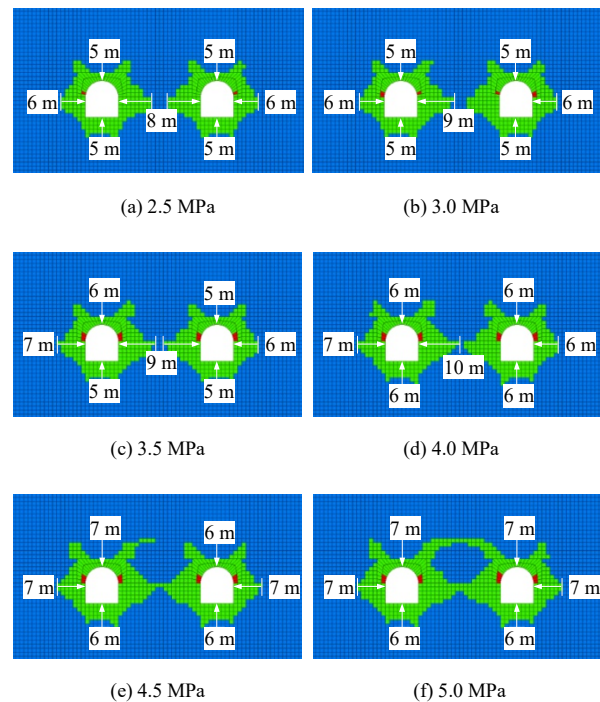 5 m 5 m 5 m 5 m
6 m 6 m 6 m 6 m
8 m 9 m
5 m 5 m 5 m 5 m
(a) 2.5 MPa (b) 3.0 MPa
6 m 5 m 6 m 6 m
7 m 9 m 6 m 7 m 10 m 6 m
5 m 5 m 6 m 6 m
(c) 3.5 MPa (d) 4.0 MPa
7 m 6 m 7 m 7 m
7 m 7 m 7 m 7 m
6 m 6 m 6 m 6 m
(e) 4.5 MPa (f) 5.0 MPa